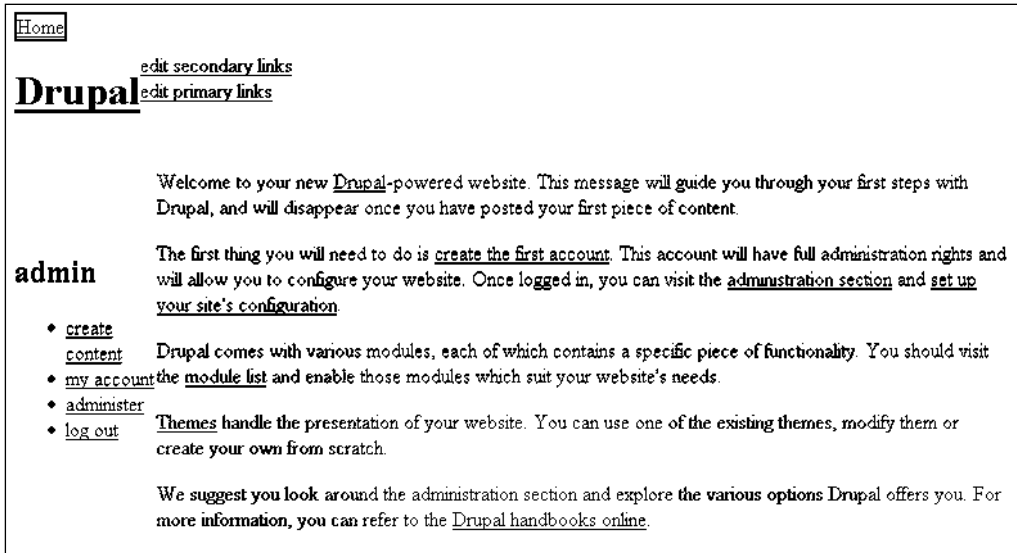 Home
edit secondary links
Drupal
edit primary links
Welcome to your new Drupal-powered website. This message will guide you through your first steps with
Drupal, and will disappear once you have posted your first piece of content.
The first thing you will need to do is create the first account. This account will have full administration rights and
will allow you to configure your website. Once logged in, you can visit the administration section and set up
your site's configuration.
admin
create
content
my account
administer
log out
Drupal comes with various modules, each of which contains a specific piece of functionality. You should visit
the module list and enable those modules which suit your website's needs.
Themes handle the presentation of your website. You can use one of the existing themes, modify them or
create your own from scratch.
We suggest you look around the administration section and explore the various options Drupal offers you. For
more information, you can refer to the Drupal handbooks online.